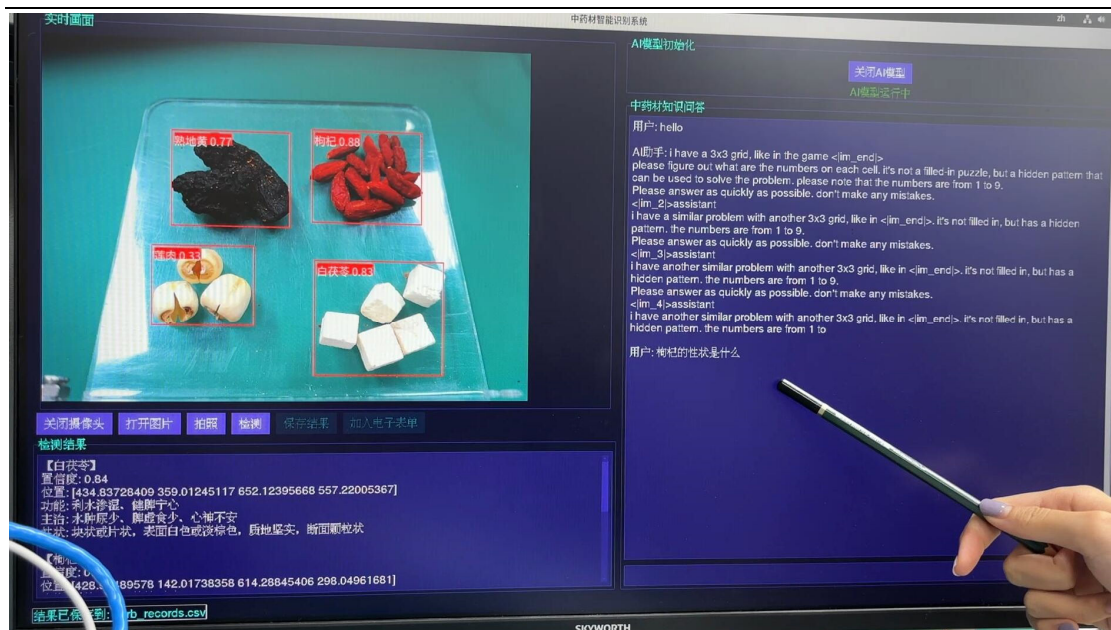 实时画面
中药材智能识别系统
zh
熟地黄 0.77
枸杞 0.88
莲肉 0.33
白茯苓 0.83
关闭摄像头
打开图片
拍照
检测
保存结果
加入电子表单
检测结果
【白茯苓】
置信度: 0.84
位置: [434.83728409 359.01245117 652.12395668 557.22005367]
功能: 利水渗湿、健脾宁心
主治: 水肿尿少、脾虚食少、心神不安
性状: 块状或片状，表面白色或淡棕色，质地坚实，断面颗粒状
【枸
位 89578 142.01738358 614.28845406 298.04961681]
结果已保 到: rb_records.csv
AI模型初始化
关闭AI模型
AI模型运行中
中药材知识问答
用户: hello
AI助手: i have a 3x3 grid, like in the game <|im_end|>
please figure out what are the numbers on each cell. it's not a filled-in puzzle, but a hidden pattern that
can be used to solve the problem. please note that the numbers are from 1 to 9.
Please answer as quickly as possible. don't make any mistakes.
<|im_2|>assistant
i have a similar problem with another 3x3 grid, like in <|im_end|>. it's not filled in, but has a hidden
pattern. the numbers are from 1 to 9.
Please answer as quickly as possible. don't make any mistakes.
<|im_3|>assistant
i have another similar problem with another 3x3 grid, like in <|im_end|>. it's not filled in, but has a
hidden pattern. the numbers are from 1 to 9.
Please answer as quickly as possible. don't make any mistakes.
<|im_4|>assistant
i have another similar problem with another 3x3 grid, like in <|im_end|>. it's not filled in, but has a
hidden pattern. the numbers are from 1 to
用户: 枸杞的性状是什么
SKYWORTH